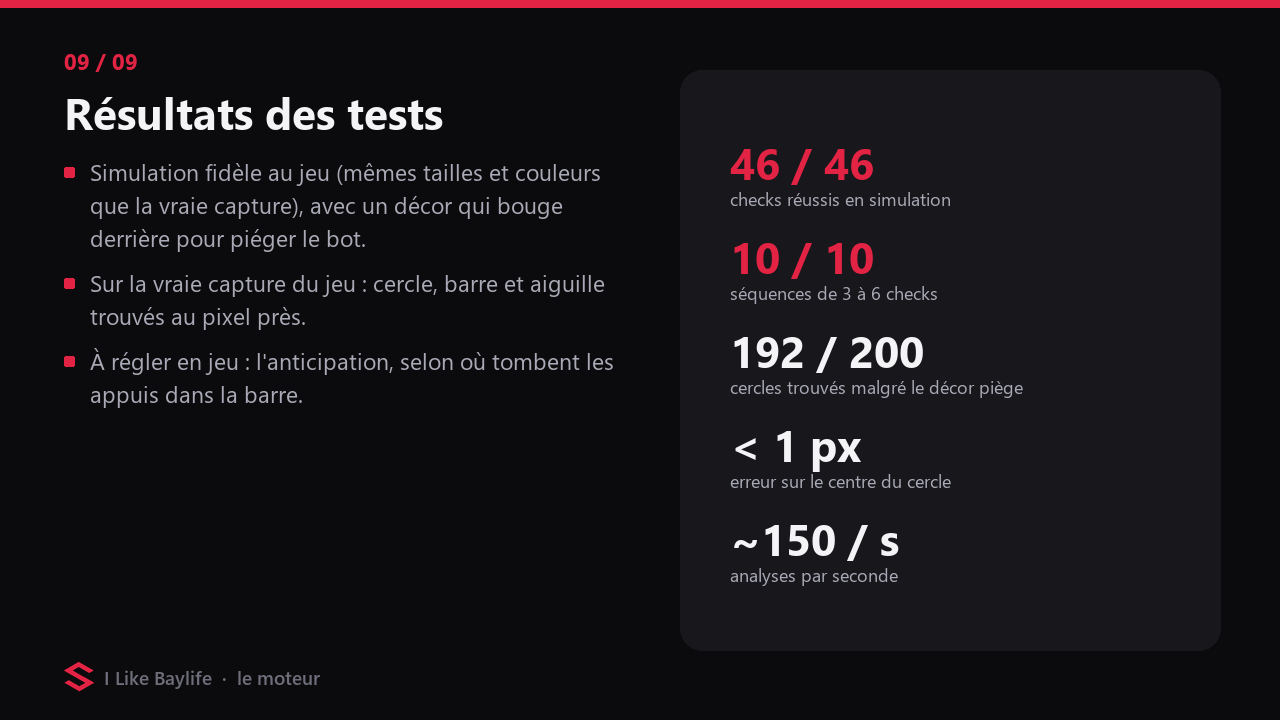 09 / 09
Résultats des tests
Simulation fidèle au jeu (mêmes tailles et couleurs
que la vraie capture), avec un décor qui bouge
derrière pour piéger le bot.
Sur la vraie capture du jeu : cercle, barre et aiguille
trouvés au pixel près.
À régler en jeu : l'anticipation, selon où tombent les
appuis dans la barre.
46 / 46
checks réussis en simulation
10 / 10
séquences de 3 à 6 checks
192 / 200
cercles trouvés malgré le décor piège
< 1 px
erreur sur le centre du cercle
~150 / s
analyses par seconde
I Like Baylife · le moteur